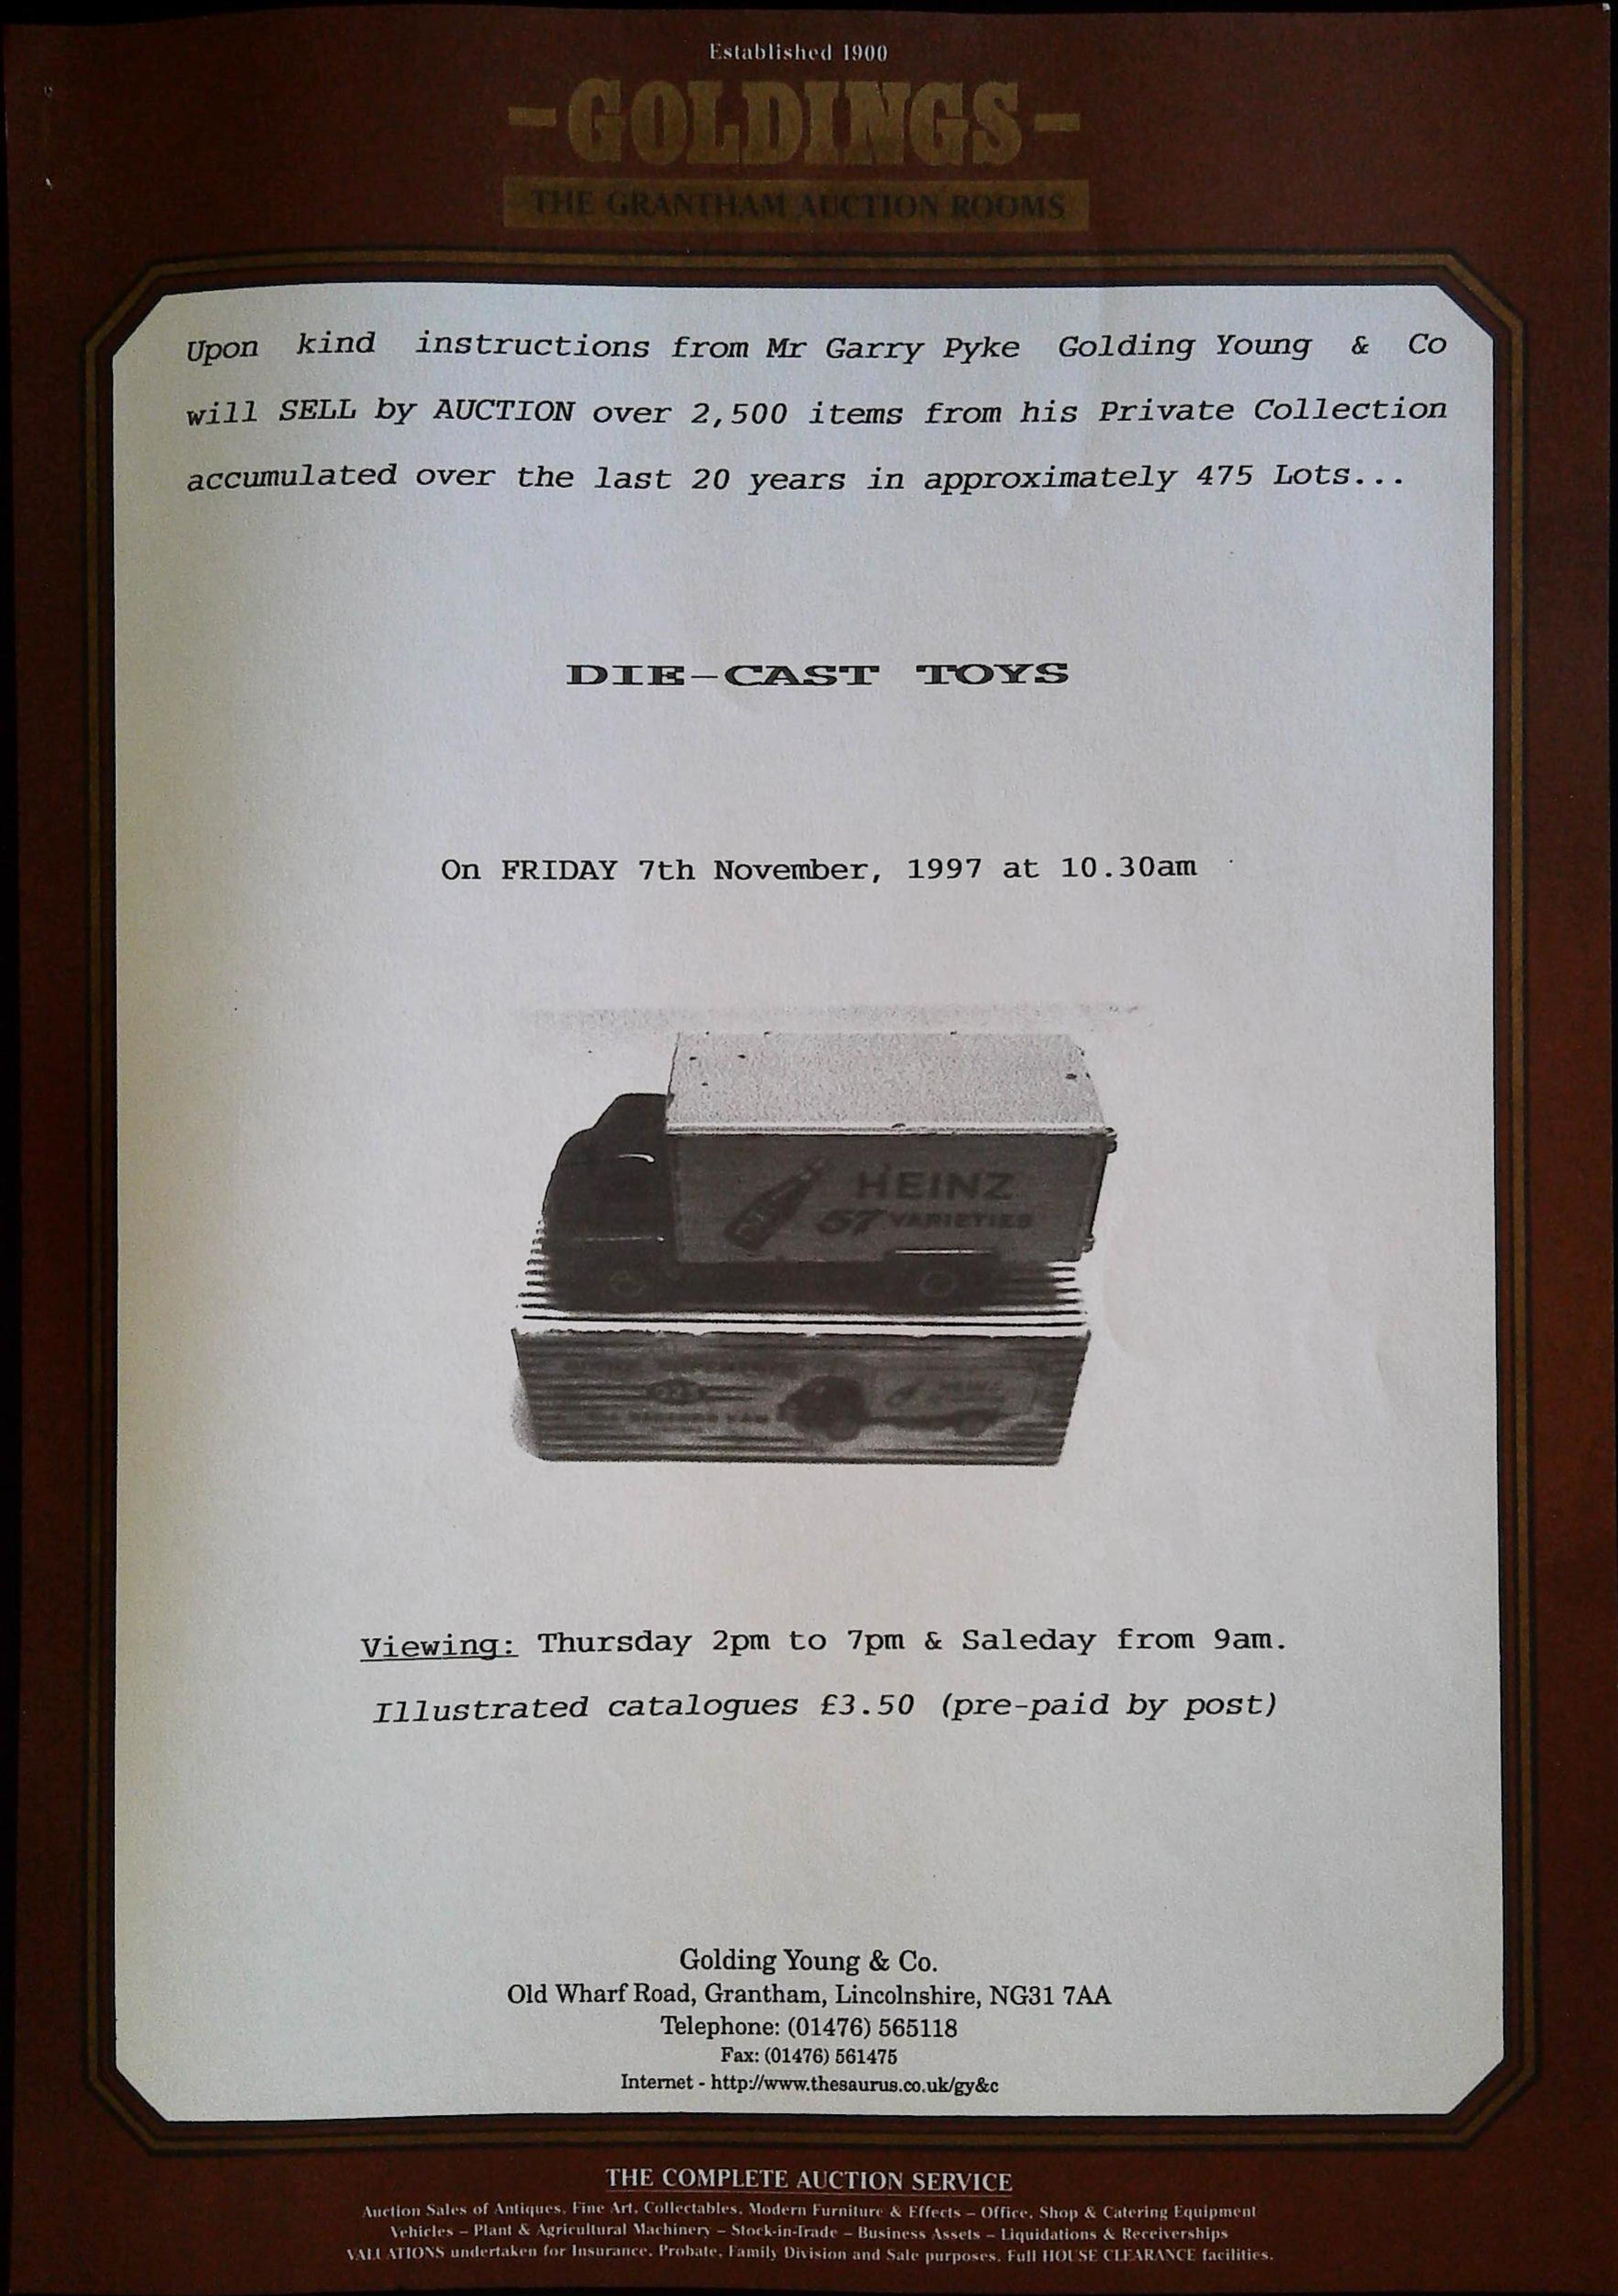 Established 1900
-GOLDINGS-
THE GRANTHAM AUCTION ROOMS
Upon kind instructions from Mr Garry Pyke Golding Young & Co
will SELL by AUCTION over 2,500 items from his Private Collection
accumulated over the last 20 years in approximately 475 Lots...
DIE-CAST TOYS
On FRIDAY 7th November, 1997 at 10.30am
HEINZ
57 VARIETIES
Viewing: Thursday 2pm to 7pm & Saleday from 9am.
Illustrated catalogues £3.50 (pre-paid by post)
Golding Young & Co.
Old Wharf Road, Grantham, Lincolnshire, NG31 7AA
Telephone: (01476) 565118
Fax: (01476) 561475
Internet - http://www.thesaurus.co.uk/gy&c
THE COMPLETE AUCTION SERVICE
Auction Sales of Antiques, Fine Art, Collectables, Modern Furniture & Effects – Office, Shop & Catering Equipment
Vehicles – Plant & Agricultural Machinery – Stock-in-Trade – Business Assets – Liquidations & Receiverships
VALUATIONS undertaken for Insurance, Probate, Family Division and Sale purposes. Full HOUSE CLEARANCE facilities.